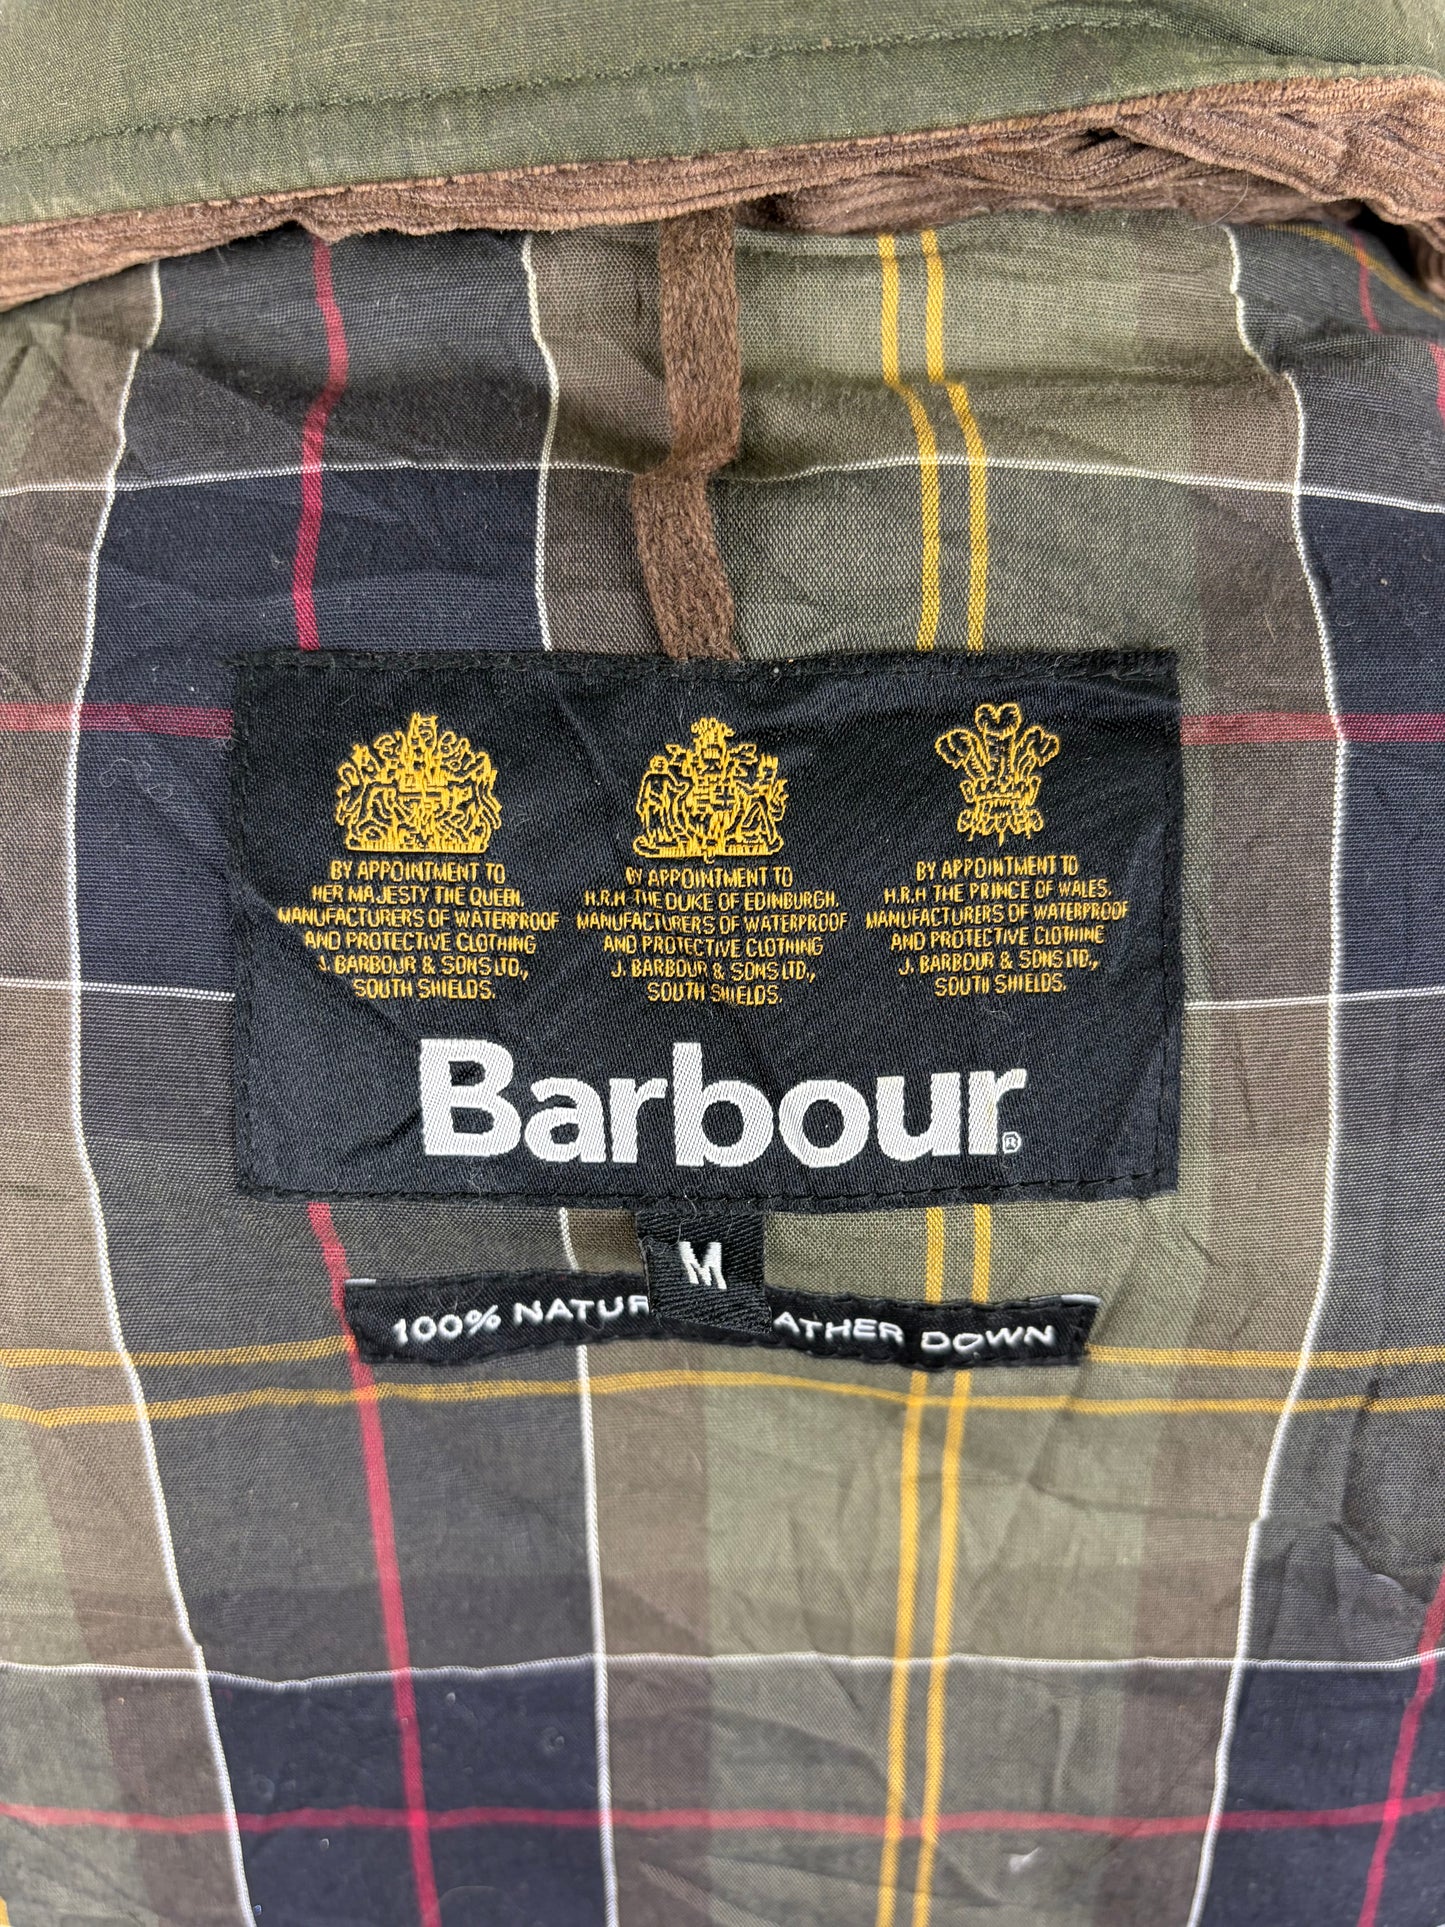 BY APPOINTMENT TO
HER MAJESTY THE QUEEN,
MANUFACTURERS OF WATERPROOF
AND PROTECTIVE CLOTHING
J. BARBOUR & SONS LTD.,
SOUTH SHIELDS.
BY APPOINTMENT TO
H.R.H THE DUKE OF EDINBURGH,
MANUFACTURERS OF WATERPROOF
AND PROTECTIVE CLOTHING
J. BARBOUR & SONS LTD.,
SOUTH SHIELDS.
BY APPOINTMENT TO
H.R.H THE PRINCE OF WALES,
MANUFACTURERS OF WATERPROOF
AND PROTECTIVE CLOTHING
J. BARBOUR & SONS LTD.,
SOUTH SHIELDS.
Barbour®
M
100% NATUR ATHER DOWN